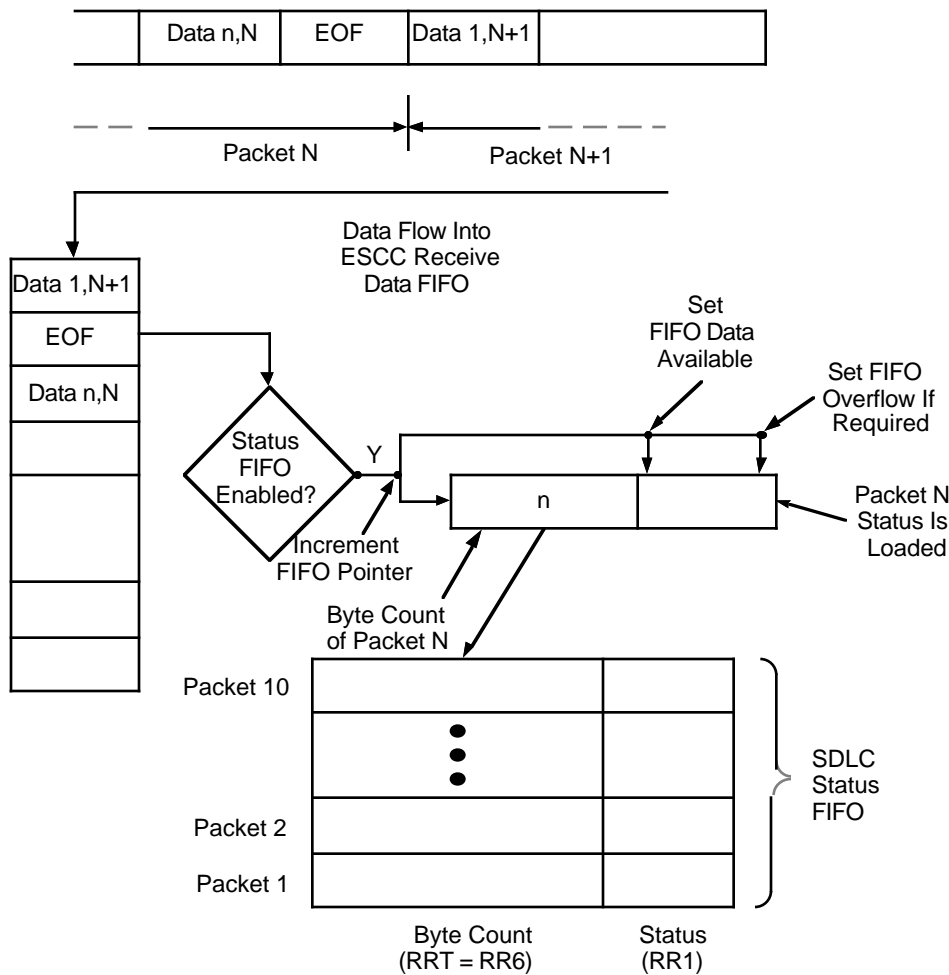 Data n,N EOF Data 1,N+1
Packet N Packet N+1
Data Flow Into
ESCC Receive
Data FIFO
Data 1,N+1
EOF
Data n,N
Status
FIFO
Enabled?
Y
Increment
FIFO Pointer
Set
FIFO Data
Available
Set FIFO
Overflow If
Required
n
Packet N
Status Is
Loaded
Byte Count
of Packet N
Packet 10
Packet 2
Packet 1
SDLC
Status
FIFO
Byte Count
(RRT = RR6)
Status
(RR1)